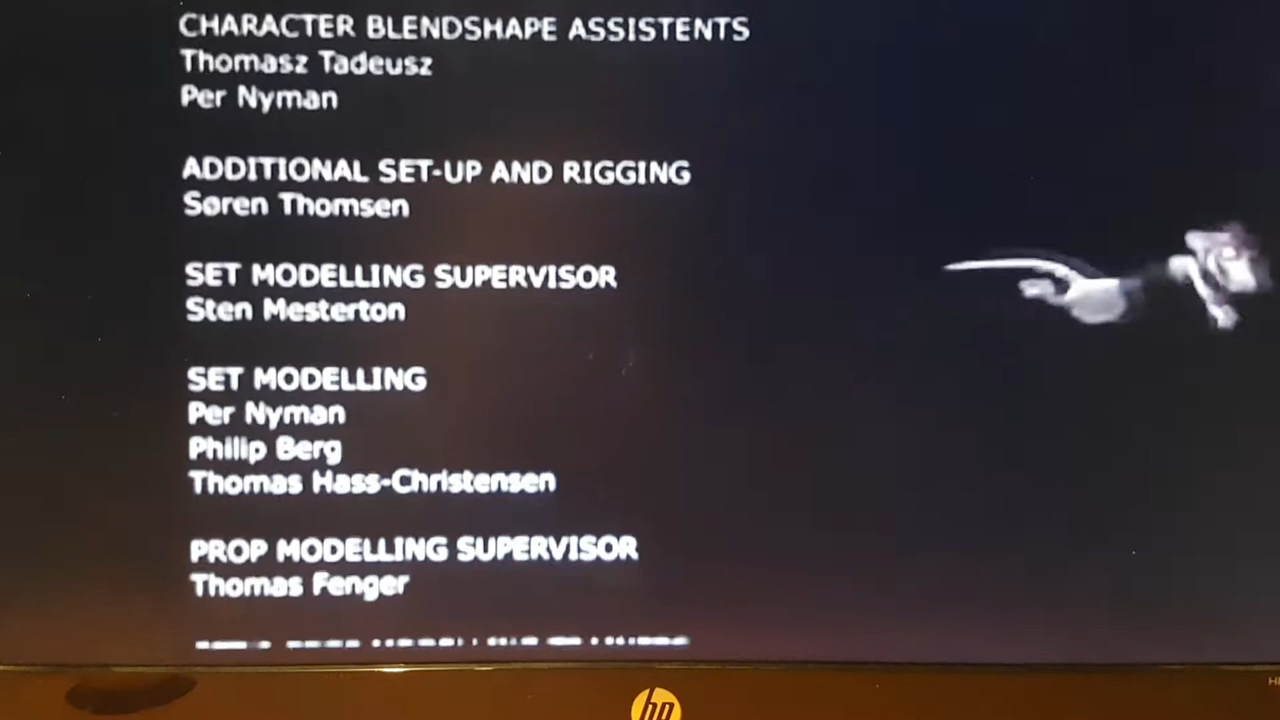 CHARACTER BLENDSHAPE ASSISTENTS
Thomasz Tadeusz
Per Nyman
ADDITIONAL SET-UP AND RIGGING
Søren Thomsen
SET MODELLING SUPERVISOR
Sten Mesterton
SET MODELLING
Per Nyman
Philip Berg
Thomas Hass-Christensen
PROP MODELLING SUPERVISOR
Thomas Fenger
hp